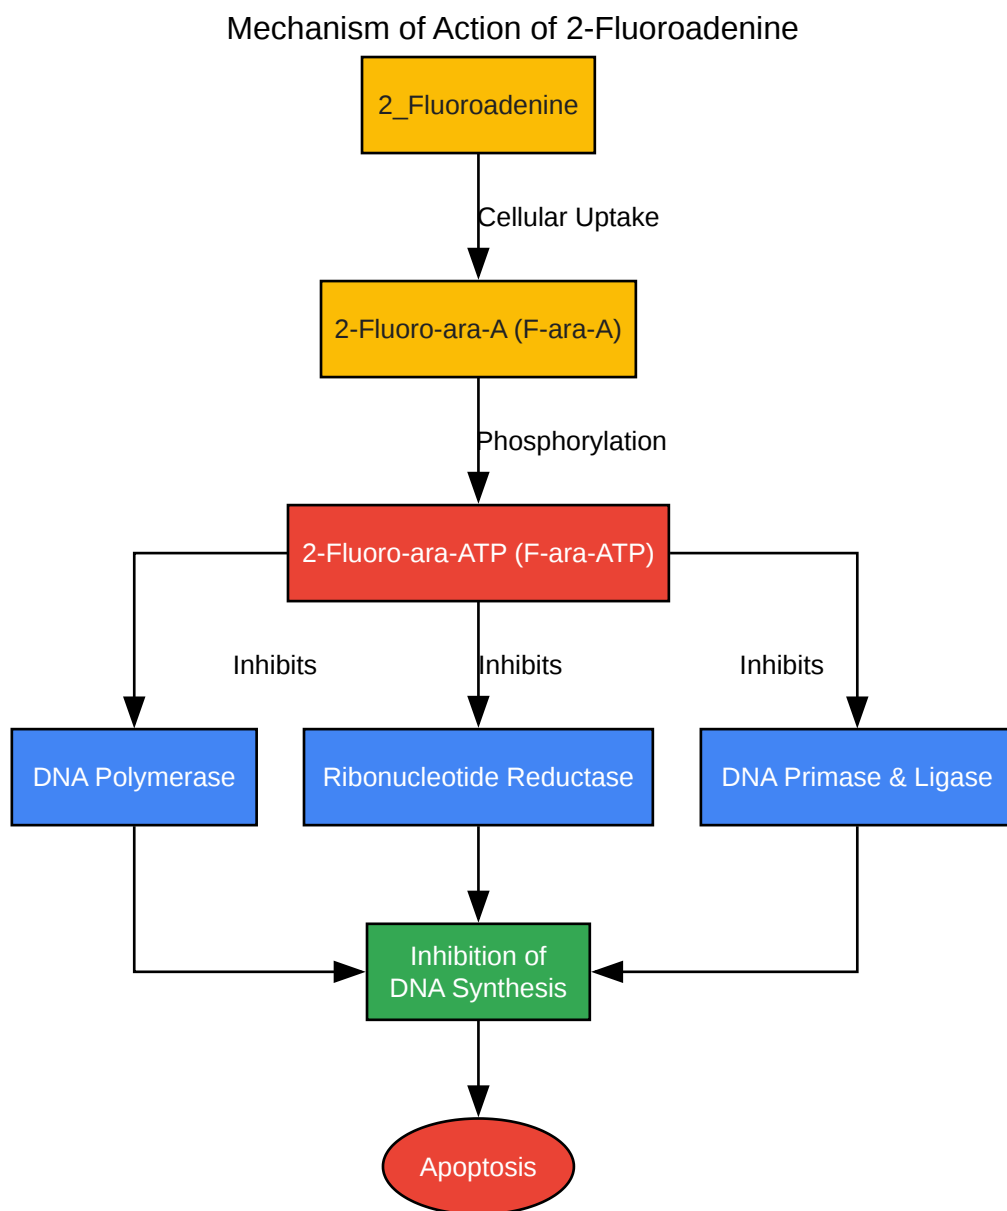 Mechanism of Action of 2-Fluoroadenine
2_Fluoroadenine
Cellular Uptake
2-Fluoro-ara-A (F-ara-A)
Phosphorylation
2-Fluoro-ara-ATP (F-ara-ATP)
Inhibits
Inhibits
Inhibits
DNA Polymerase
Ribonucleotide Reductase
DNA Primase & Ligase
Inhibition of
DNA Synthesis
Apoptosis